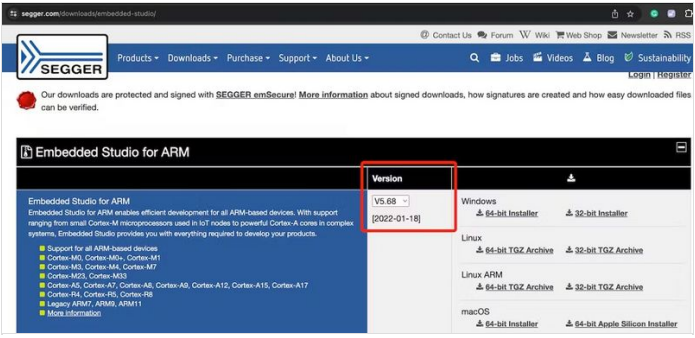 segger.com/downloads/embedded-studio/
Contact Us Forum Wiki Web Shop Newsletter RSS
SEGGER
Products Downloads Purchase Support About Us
Jobs Videos Blog Sustainability
Login | Register
Our downloads are protected and signed with SEGGER emSecure! More information about signed downloads, how signatures are created and how easy downloaded files
can be verified.
Embedded Studio for ARM
Version
Embedded Studio for ARM
Embedded Studio for ARM enables efficient development for all ARM-based devices. With support
ranging from small Cortex-M microprocessors used in IoT nodes to powerful Cortex-A cores in complex
systems, Embedded Studio provides you with everything required to develop your products.
Support for all ARM-based devices
Cortex-M0, Cortex-M0+, Cortex-M1
Cortex-M3, Cortex-M4, Cortex-M7
Cortex-M23, Cortex-M33
Cortex-A5, Cortex-A7, Cortex-A8, Cortex-A9, Cortex-A12, Cortex-A15, Cortex-A17
Cortex-R4, Cortex-R5, Cortex-R8
Legacy ARM7, ARM9, ARM11
More information
V5.68
[2022-01-18]
Windows
64-bit Installer 32-bit Installer
Linux
64-bit TGZ Archive 32-bit TGZ Archive
Linux ARM
64-bit TGZ Archive 32-bit TGZ Archive
macOS
64-bit Installer 64-bit Apple Silicon Installer